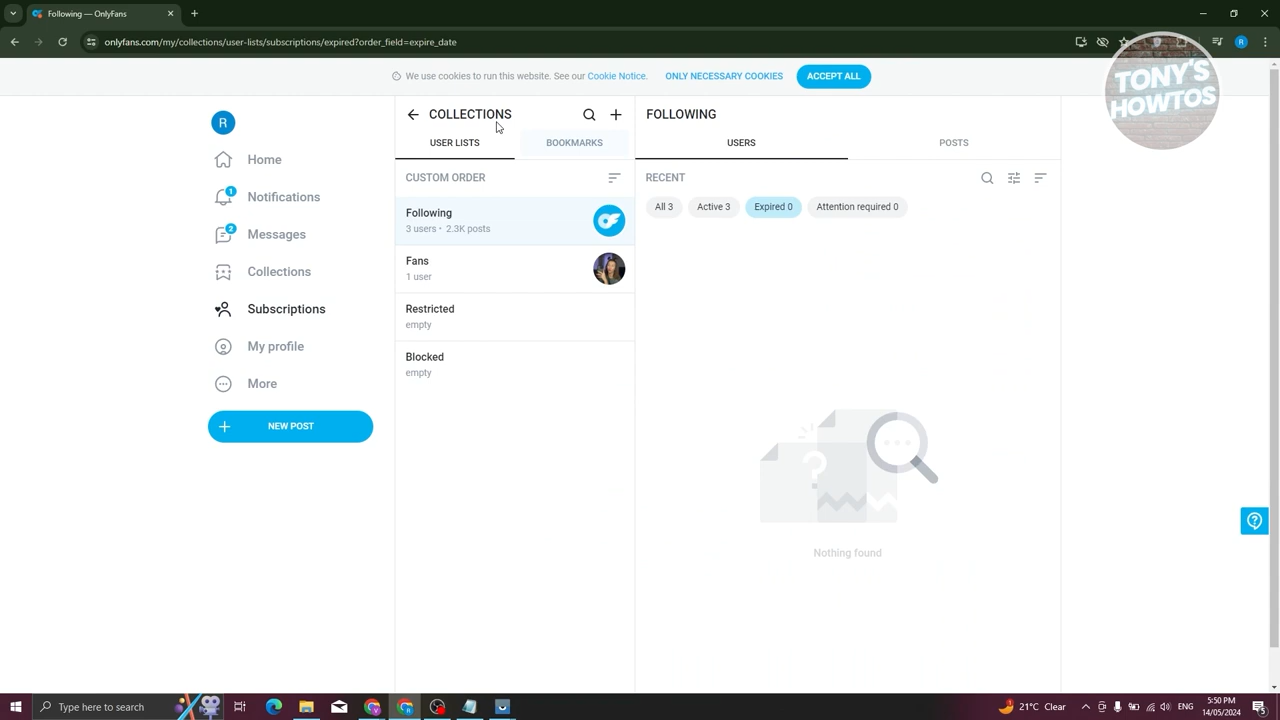 Following — OnlyFans
onlyfans.com/my/collections/user-lists/subscriptions/expired?order_field=expire_date
R
TONY'S
HOWTOS
We use cookies to run this website. See our Cookie Notice.
ONLY NECESSARY COOKIES
ACCEPT ALL
R
Home
1
Notifications
2
Messages
Collections
Subscriptions
My profile
More
NEW POST
COLLECTIONS
USER LISTS
BOOKMARKS
CUSTOM ORDER
Following
3 users • 2.3K posts
Fans
1 user
Restricted
empty
Blocked
empty
FOLLOWING
USERS
POSTS
RECENT
All 3
Active 3
Expired 0
Attention required 0
Nothing found
Type here to search
21°C Clear
5:50 PM
14/05/2024